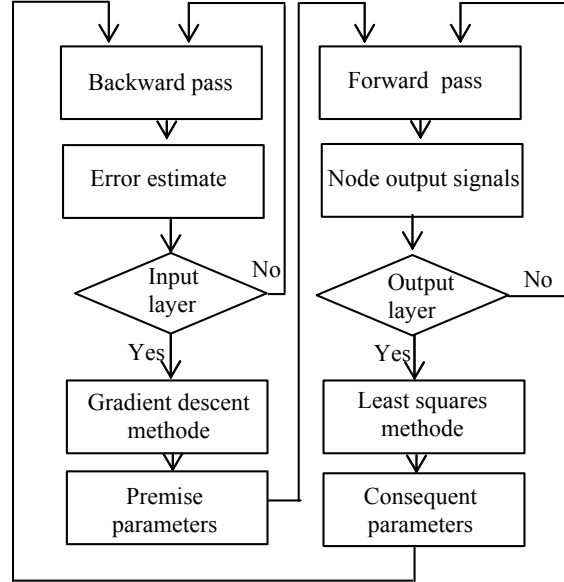 Backward pass
Error estimate
Input
layer
No
Yes
Gradient descent
methode
Premise
parameters
Forward pass
Node output signals
Output
layer
No
Yes
Least squares
methode
Consequent
parameters